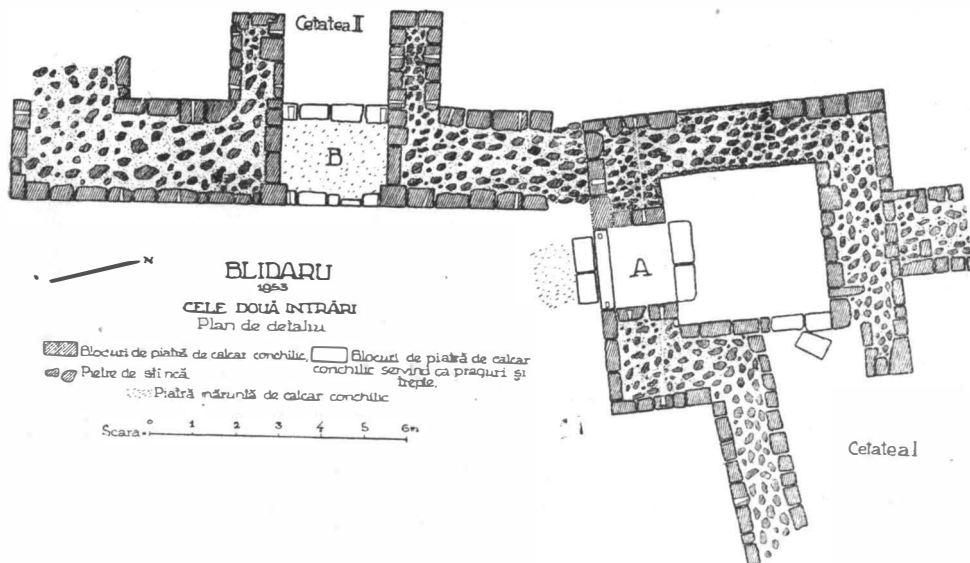 Cetatea II
B
A
N
BLIDARU
1953
CELE DOUĂ INTRĂRI
Plan de detaliu
Blocuri de piatră de calcar conchilic.
Blocuri de piatră de calcar conchilic servind ca praguri și trepte.
Pietre de stîncă
Piatră măruntă de calcar conchilic
Scara
0 1 2 3 4 5 6m
Cetatea I